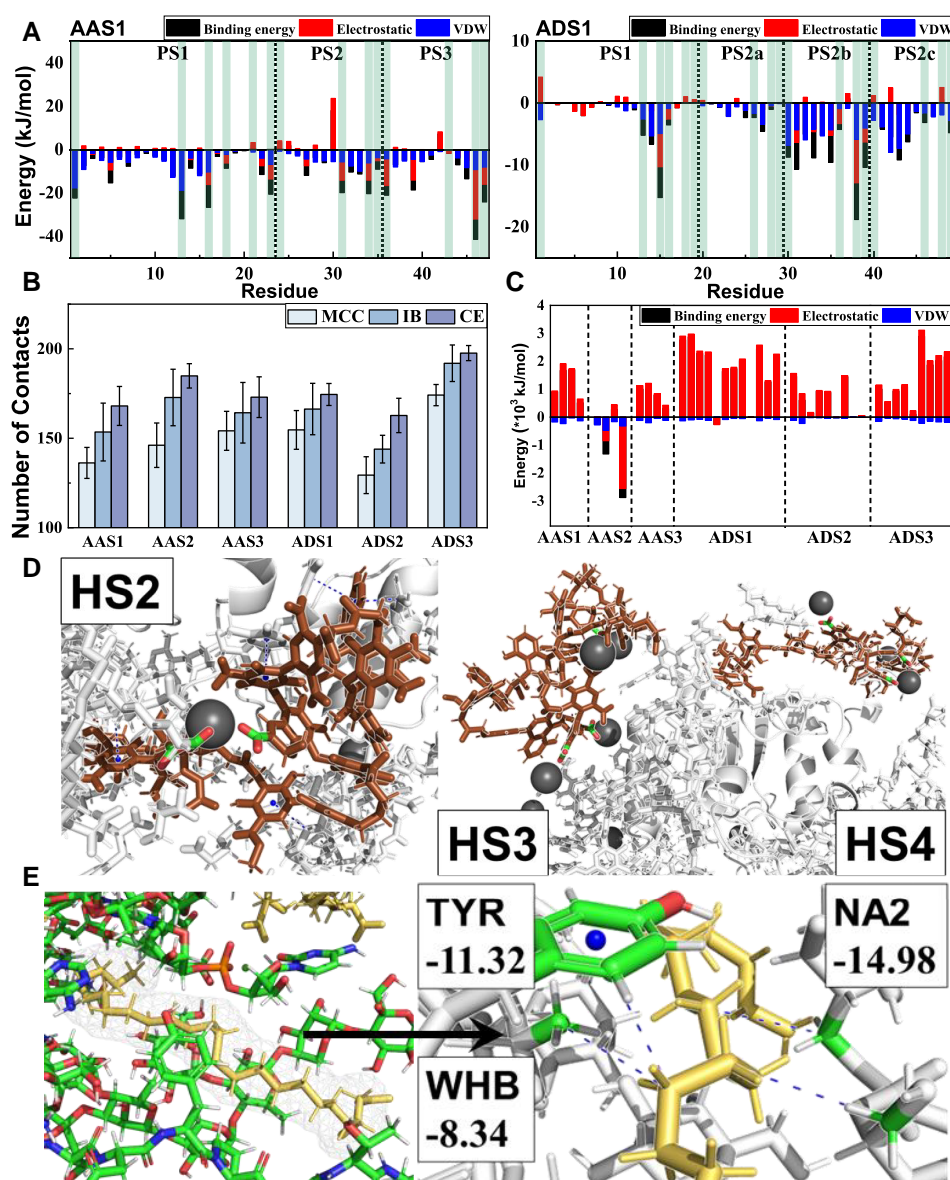 A
AAS1
Binding energy Electrostatic VDW
PS1 PS2 PS3
40
20
0
-20
-40
Energy (kJ/mol)
10 20 30 40
Residue
ADS1
Binding energy Electrostatic VDW
PS1 PS2a PS2b PS2c
10
0
-10
-20
10 20 30 40
Residue
B
MCC IB CE
200
150
100
Number of Contacts
AAS1 AAS2 AAS3 ADS1 ADS2 ADS3
C
Binding energy Electrostatic VDW
4
3
2
1
0
-1
-2
-3
Energy (*10³ kJ/mol)
AAS1 AAS2 AAS3 ADS1 ADS2 ADS3
D
HS2
HS3
HS4
E
TYR
-11.32
NA2
-14.98
WHB
-8.34